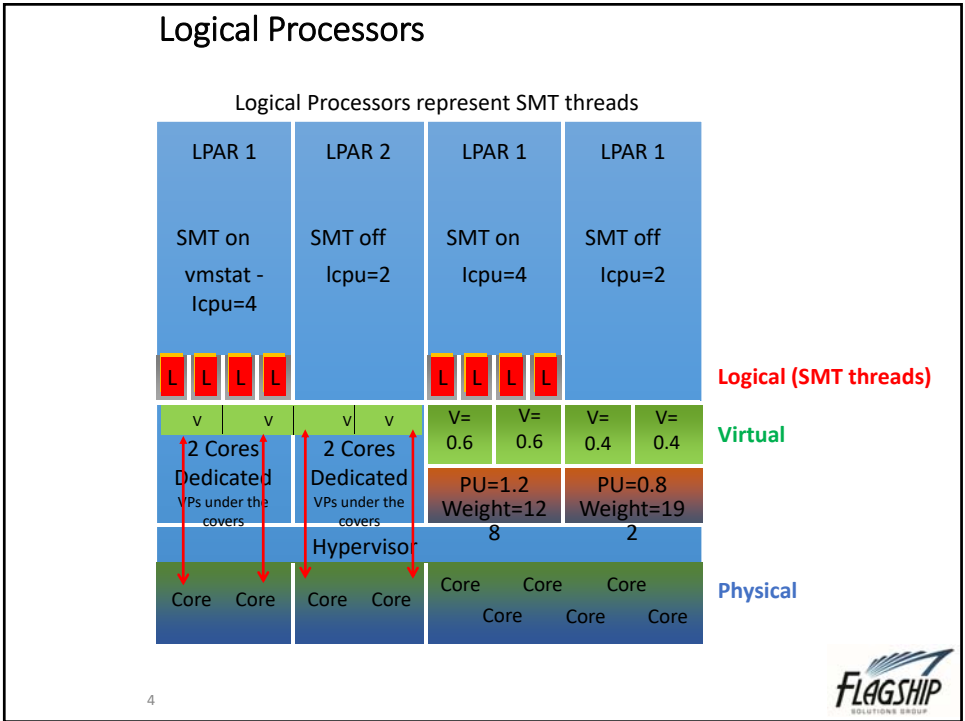 Logical Processors
Logical Processors represent SMT threads
LPAR 1
SMT on
vmstat -
lcpu=4
LPAR 2
SMT off
lcpu=2
LPAR 1
SMT on
lcpu=4
LPAR 1
SMT off
lcpu=2
L L L L
L L L L
Logical (SMT threads)
v v v v
V=
0.6
V=
0.6
V=
0.4
V=
0.4
Virtual
2 Cores
Dedicated
VPs under the
covers
2 Cores
Dedicated
VPs under the
covers
PU=1.2
Weight=12
8
PU=0.8
Weight=19
2
Hypervisor
Core Core
Core Core
Core Core Core
Core Core Core
Physical
4
FLAGSHIP
SOLUTIONS GROUP